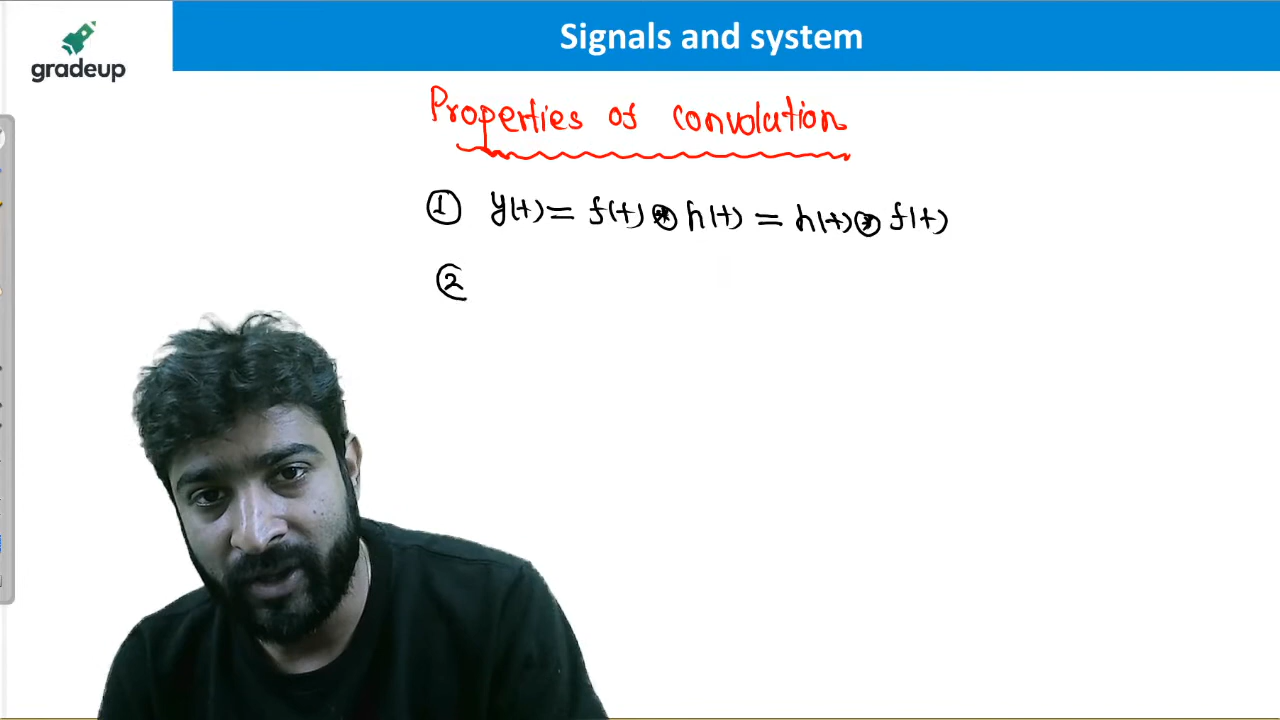 gradeup
Signals and system
Properties of convolution
① y(t) = f(t) ⊛ h(t) = h(t) ⊛ f(t)
②